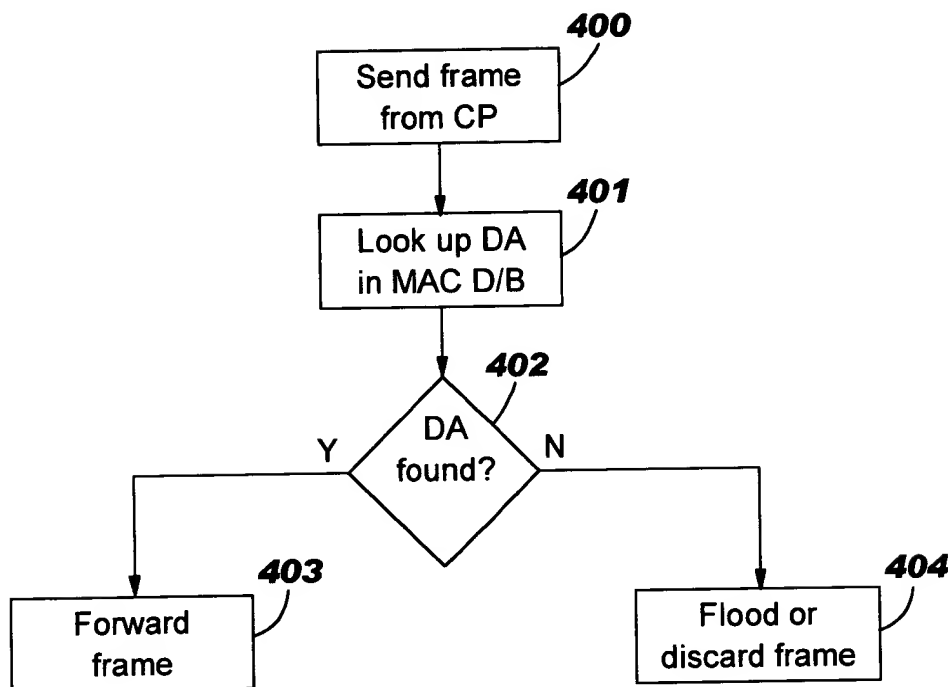 400
Send frame
from CP
401
Look up DA
in MAC D/B
402
DA
found?
Y
N
403
Forward
frame
404
Flood or
discard frame